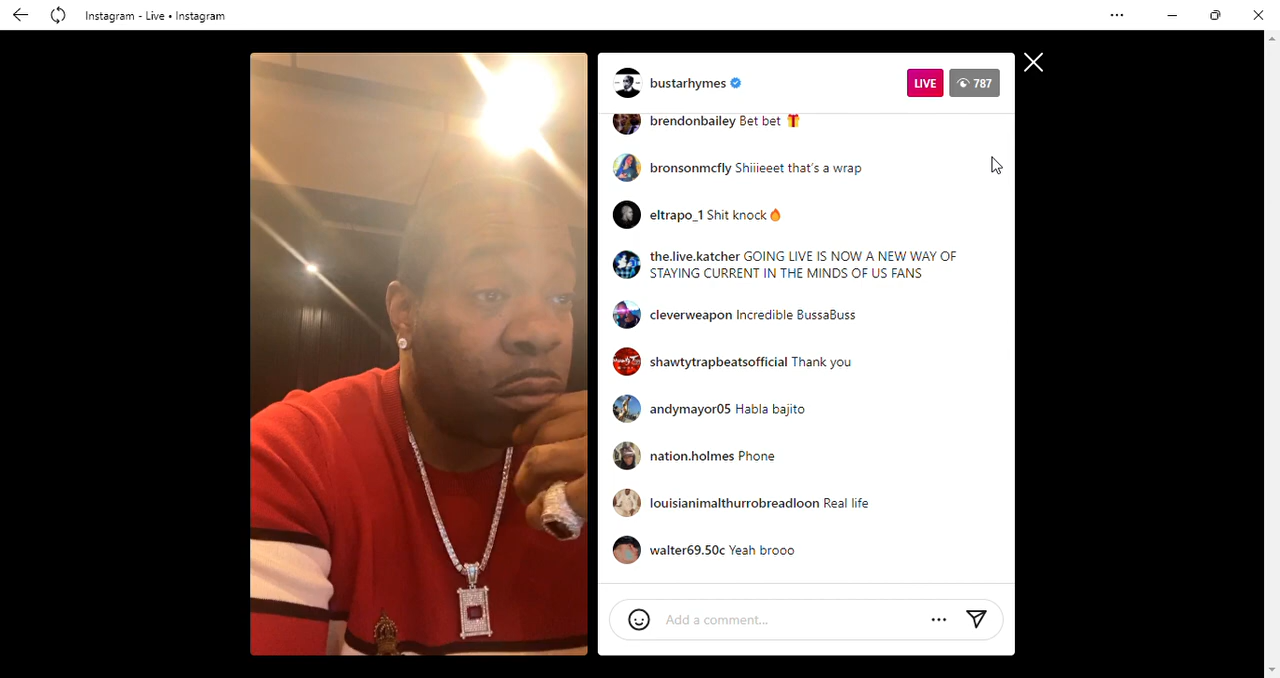 Instagram - Live • Instagram
bustarhymes
LIVE
787
brendonbailey Bet bet 🎁
bronsonmcfly Shiiieeet that's a wrap
eltrapo_1 Shit knock🔥
the.live.katcher GOING LIVE IS NOW A NEW WAY OF
STAYING CURRENT IN THE MINDS OF US FANS
cleverweapon Incredible BussaBuss
shawtytrapbeatsofficial Thank you
andymayor05 Habla bajito
nation.holmes Phone
louisianimalthurrobreadloon Real life
walter69.50c Yeah brooo
Add a comment...